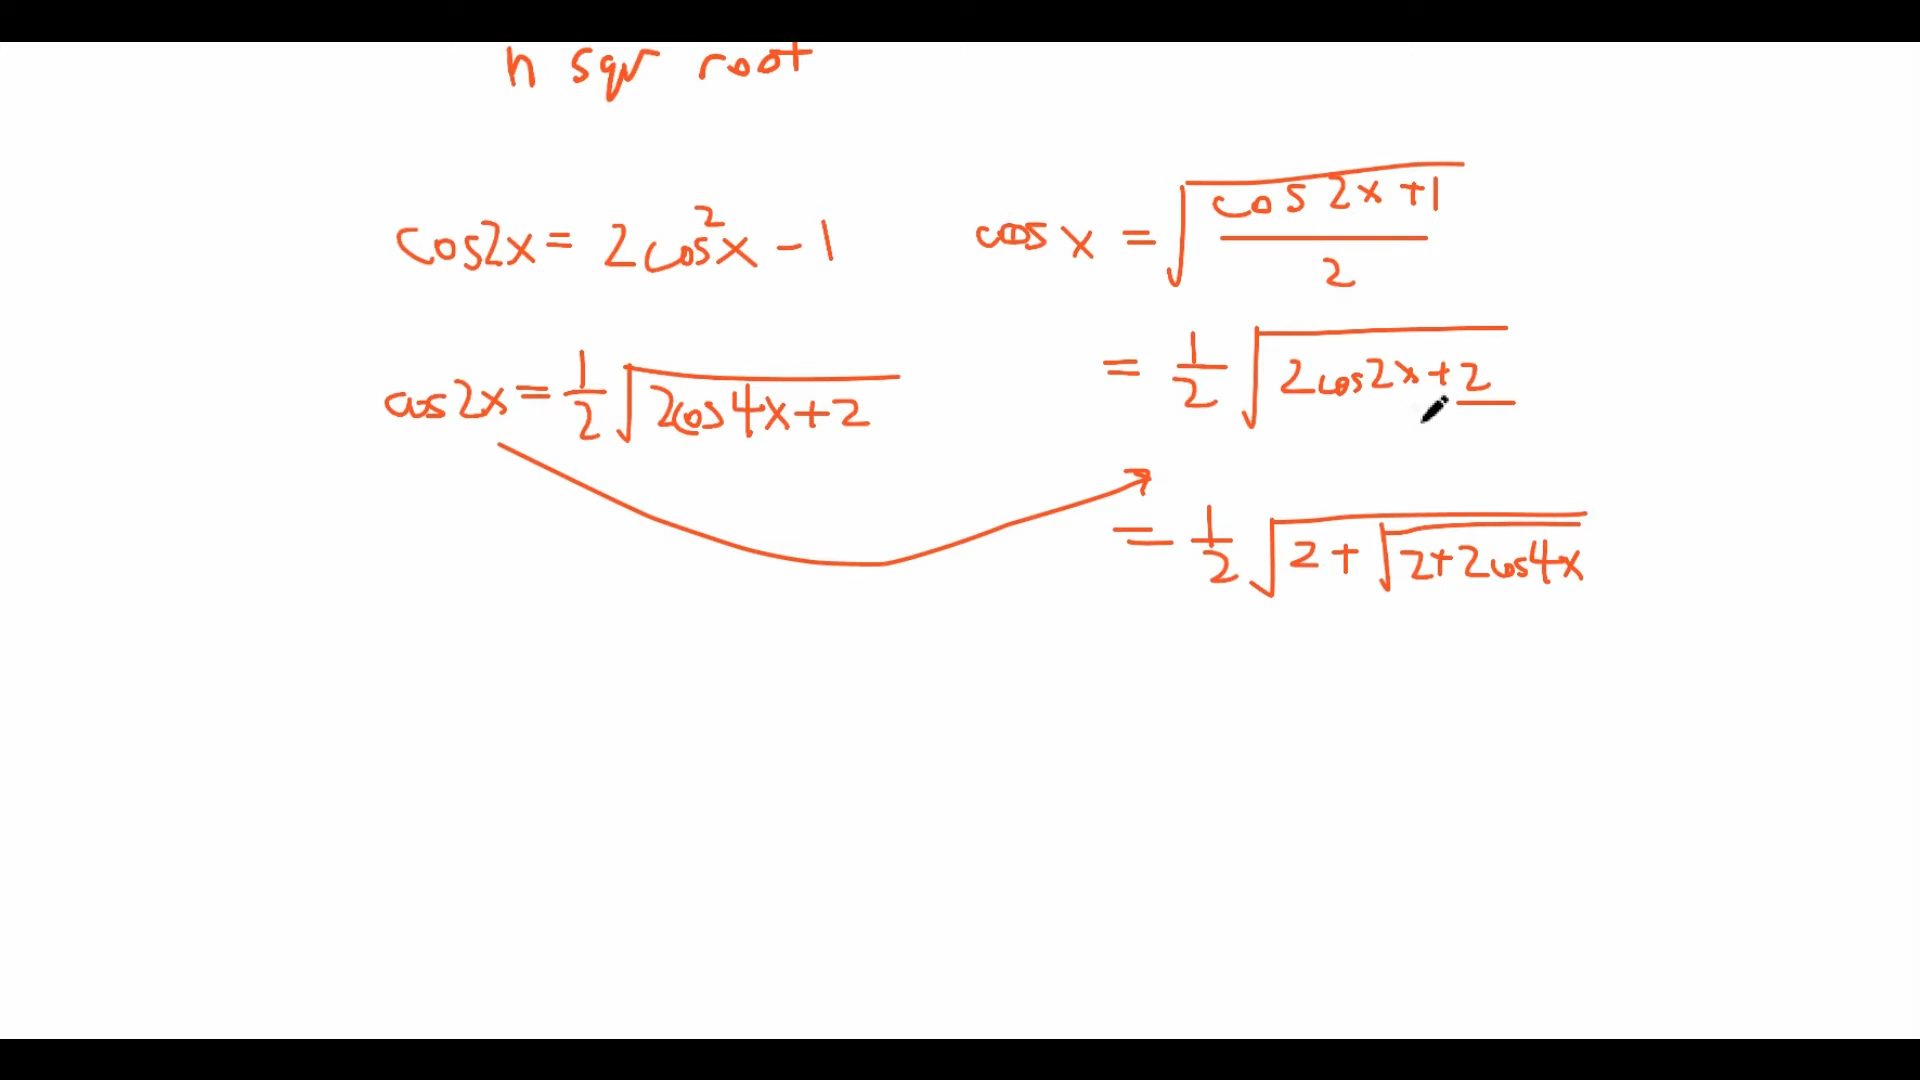 n sqr root
cos2x = 2cos²x - 1
cos x = √((cos 2x + 1)/2)
= 1/2 √(2cos2x + 2)
cos2x = 1/2 √(2cos4x + 2)
= 1/2 √(2 + √(2 + 2cos4x))